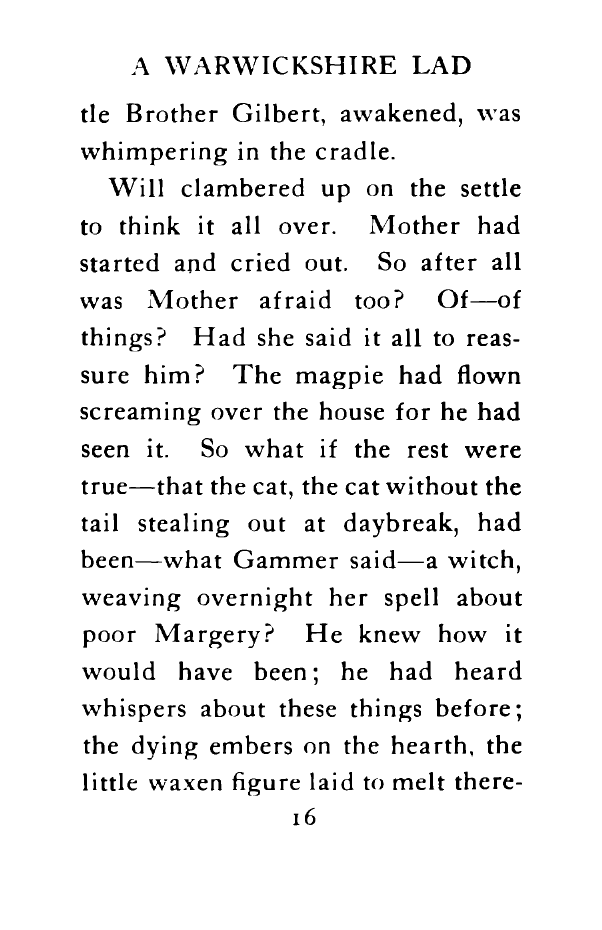 A WARWICKSHIRE LAD
tle Brother Gilbert, awakened, was
whimpering in the cradle.
Will clambered up on the settle
to think it all over. Mother had
started and cried out. So after all
was Mother afraid too? Of—of
things? Had she said it all to reas-
sure him? The magpie had flown
screaming over the house for he had
seen it. So what if the rest were
true—that the cat, the cat without the
tail stealing out at daybreak, had
been—what Gammer said—a witch,
weaving overnight her spell about
poor Margery? He knew how it
would have been; he had heard
whispers about these things before;
the dying embers on the hearth, the
little waxen figure laid to melt there-
16